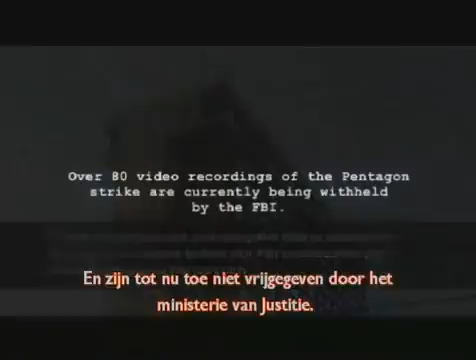 Over 80 video recordings of the Pentagon
strike are currently being withheld
by the FBI.
En zijn tot nu toe niet vrijgegeven door het
ministerie van Justitie.